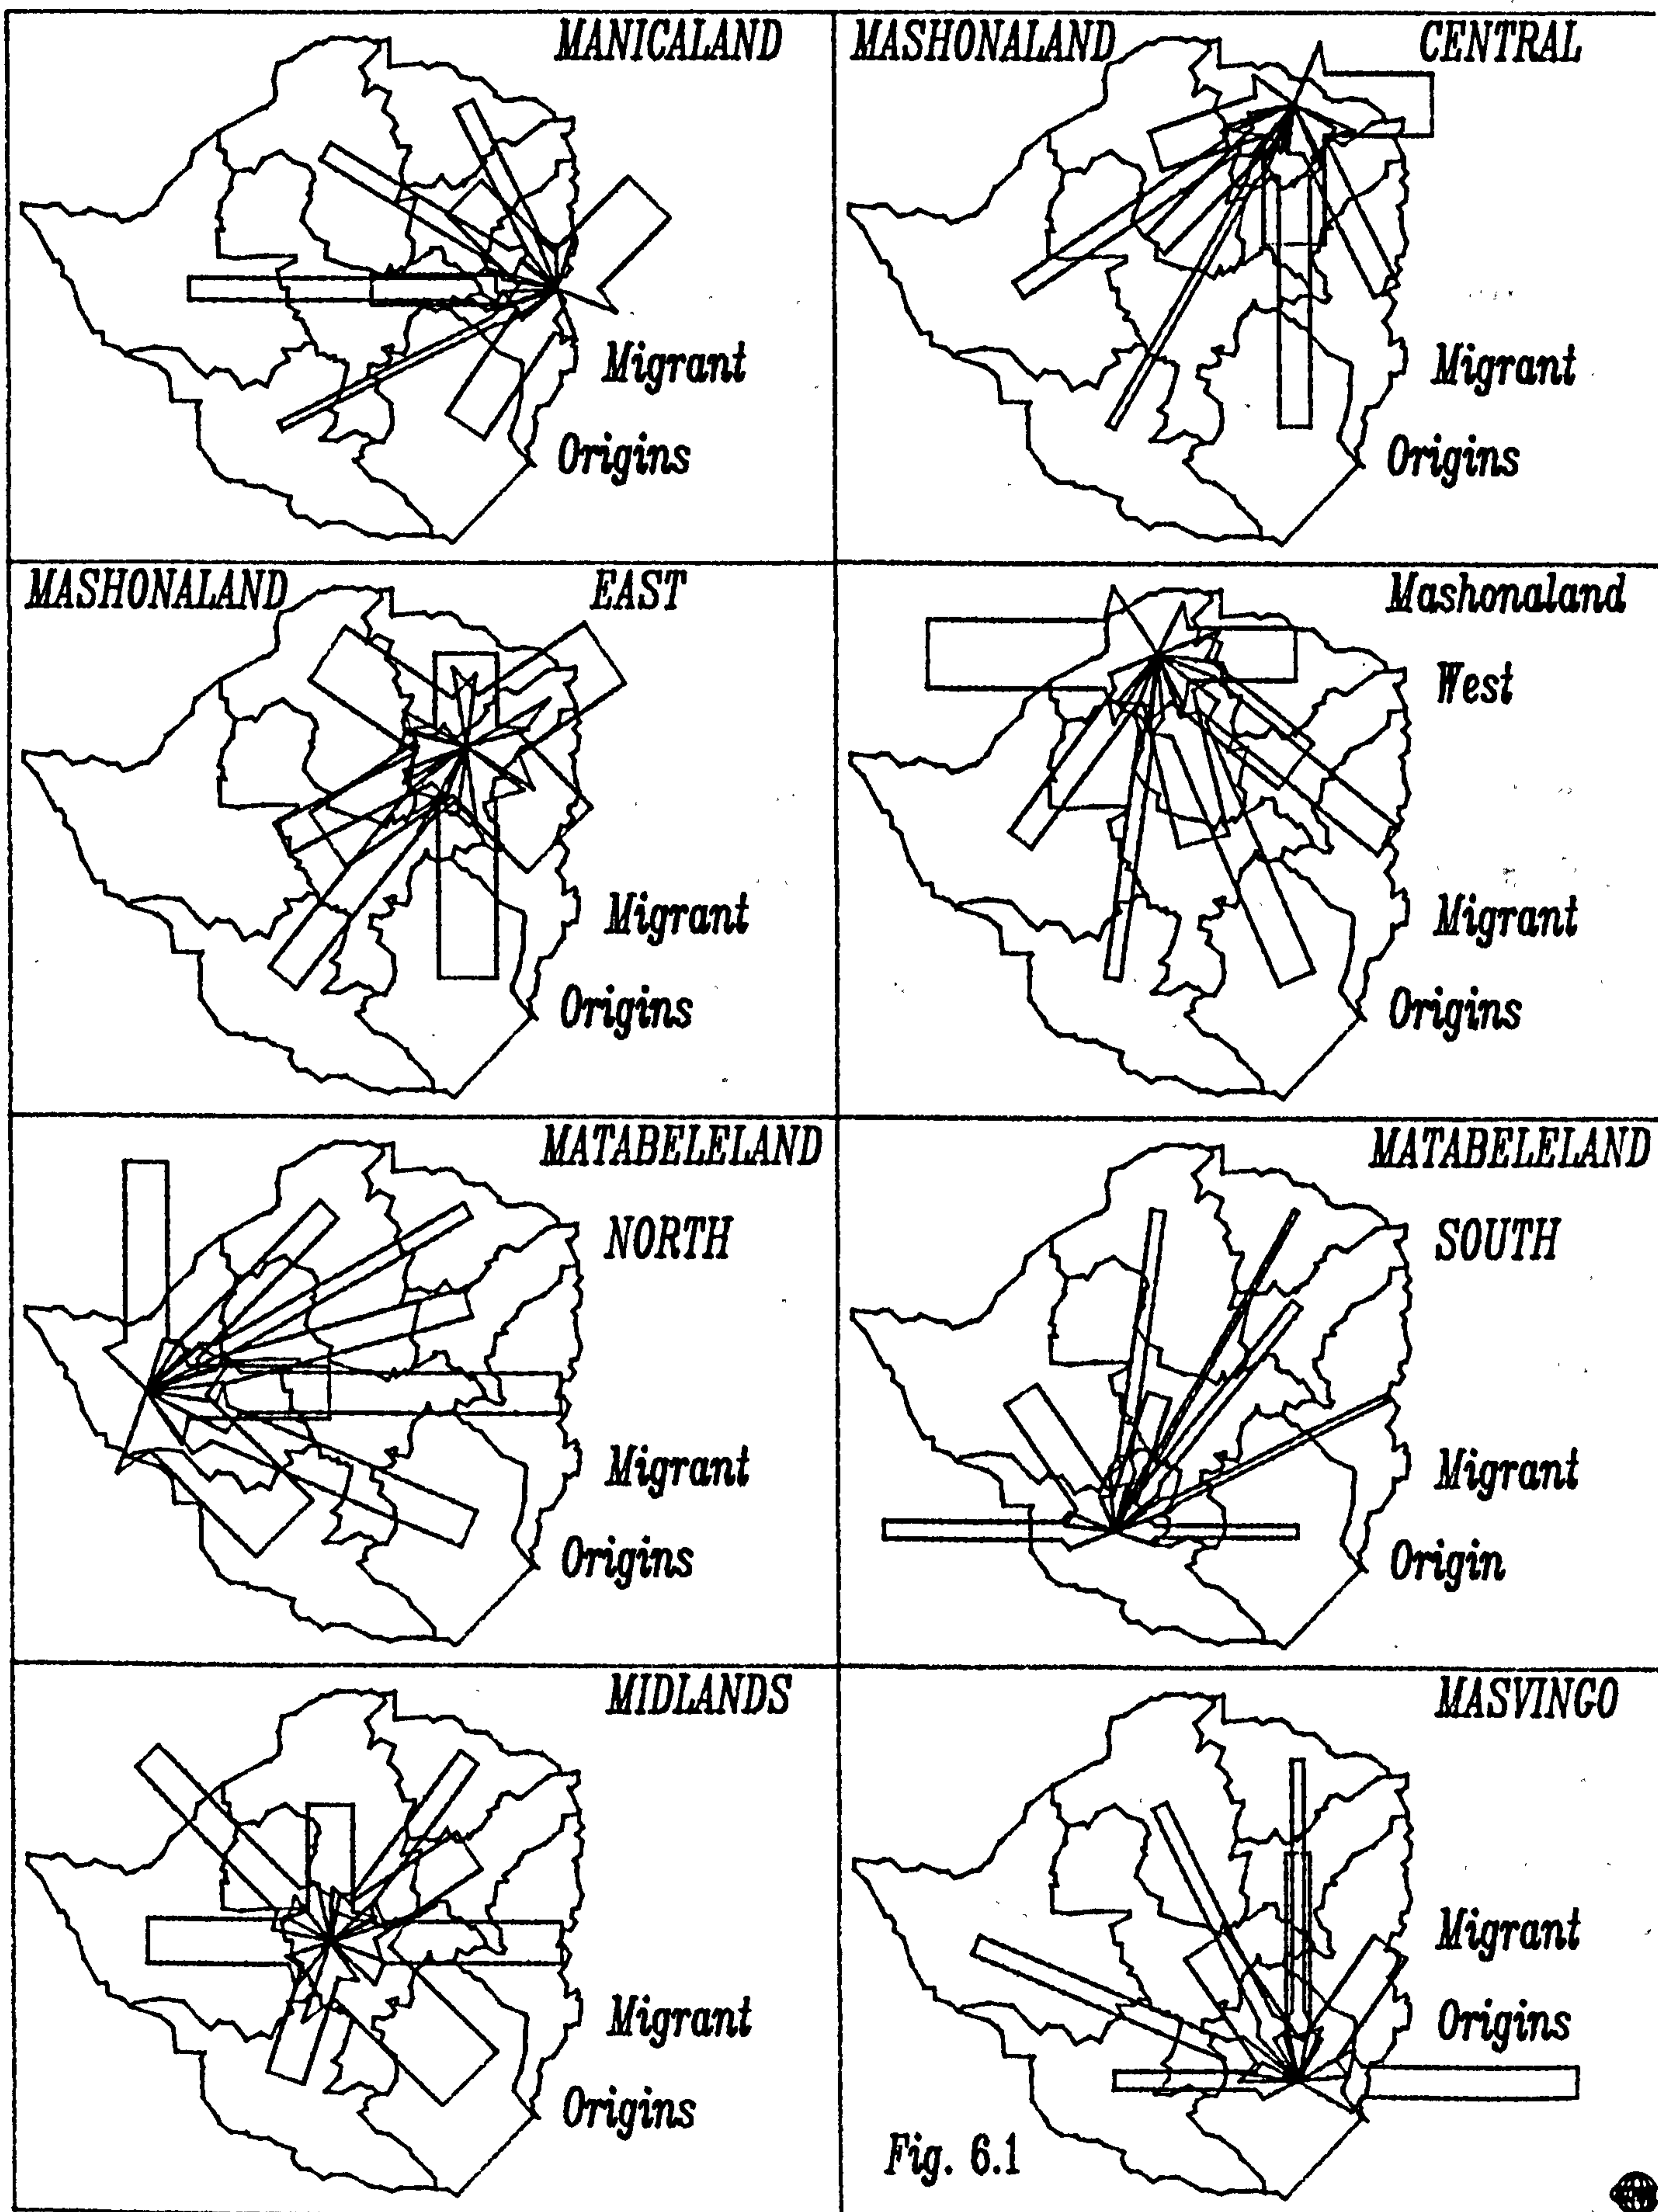 MANICALAND
Migrant
Origins
MASHONALAND CENTRAL
Migrant
Origins
MASHONALAND EAST
Migrant
Origins
Mashonaland
West
Migrant
Origins
MATABELELAND
NORTH
Migrant
Origins
MATABELELAND
SOUTH
Migrant
Origin
MIDLANDS
Migrant
Origins
MASVINGO
Migrant
Origins
Fig. 6.1